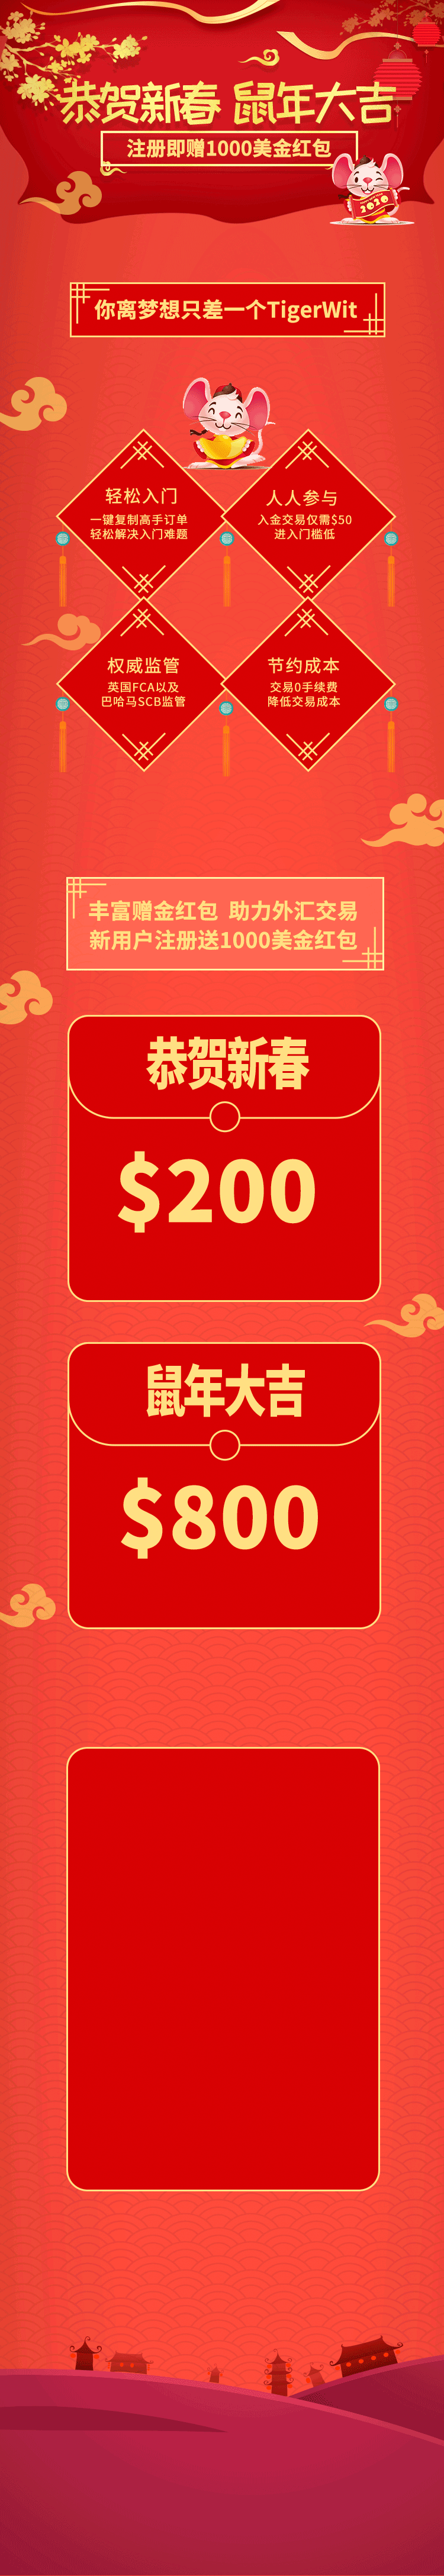 恭贺新春 鼠年大吉
注册即赠1000美金红包
2020
你离梦想只差一个TigerWit
轻松入门
一键复制高手订单
轻松解决入门难题
人人参与
入金交易仅需$50
进入门槛低
权威监管
英国FCA以及
巴哈马SCB监管
节约成本
交易0手续费
降低交易成本
丰富赠金红包 助力外汇交易
新用户注册送1000美金红包
恭贺新春
$200
鼠年大吉
$800